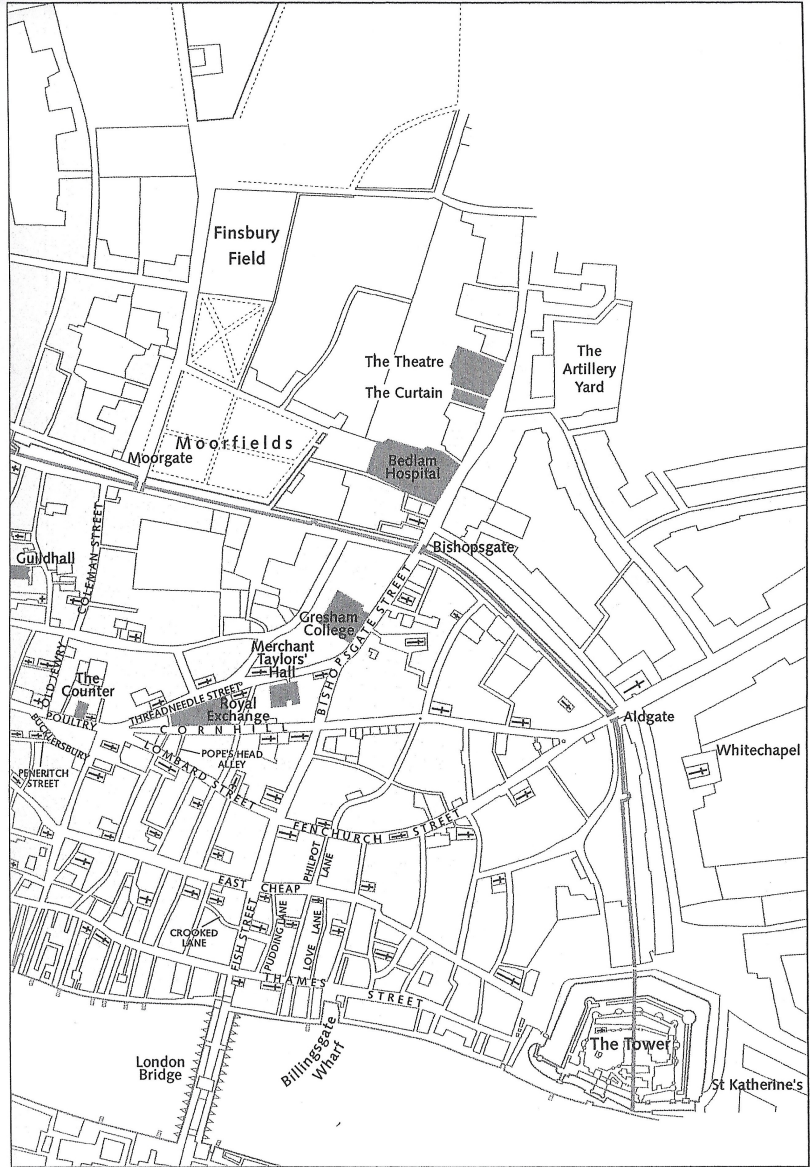 Finsbury
Field
The Theatre
The Curtain
The
Artillery
Yard
Moorfields
Moorgate
Bedlam
Hospital
Bishopsgate
COLEMAN STREET
Guildhall
Gresham
College
BISHOPSGATE STREET
Merchant
Taylors'
Hall
OLD JEWRY
The
Counter
THREADNEEDLE STREET
Royal
Exchange
POULTRY
CORNHILL
Aldgate
BUCKLERSBURY
LOMBARD STREET
POPE'S HEAD
ALLEY
Whitechapel
PENERITCH
STREET
FENCHURCH STREET
PHILPOT
LANE
EAST CHEAP
CROOKED
LANE
FISH STREET
PUDDING LANE
LOVE LANE
THAMES STREET
Billingsgate
Wharf
London
Bridge
The Tower
St Katherine's